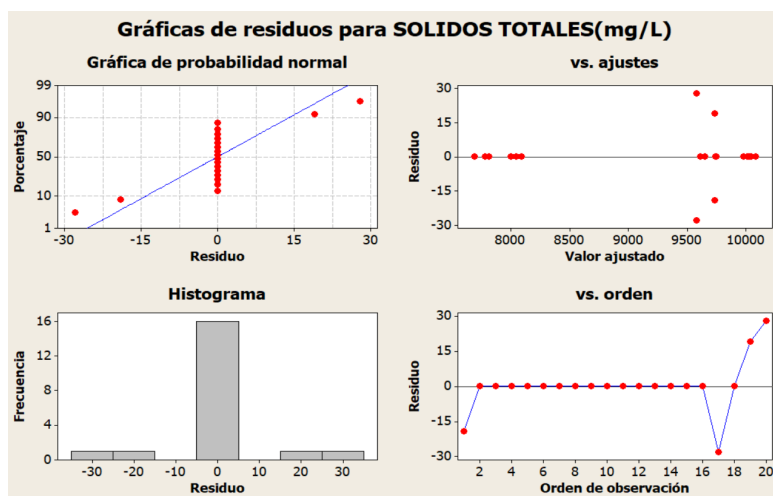 Gráficas de residuos para SOLIDOS TOTALES(mg/L)
Gráfica de probabilidad normal
Porcentaje
99
90
50
10
1
-30 -15 0 15 30
Residuo
vs. ajustes
Residuo
30
15
0
-15
-30
8000 8500 9000 9500 10000
Valor ajustado
Histograma
Frecuencia
16
12
8
4
0
-30 -20 -10 0 10 20 30
Residuo
vs. orden
Residuo
30
15
0
-15
-30
2 4 6 8 10 12 14 16 18 20
Orden de observación